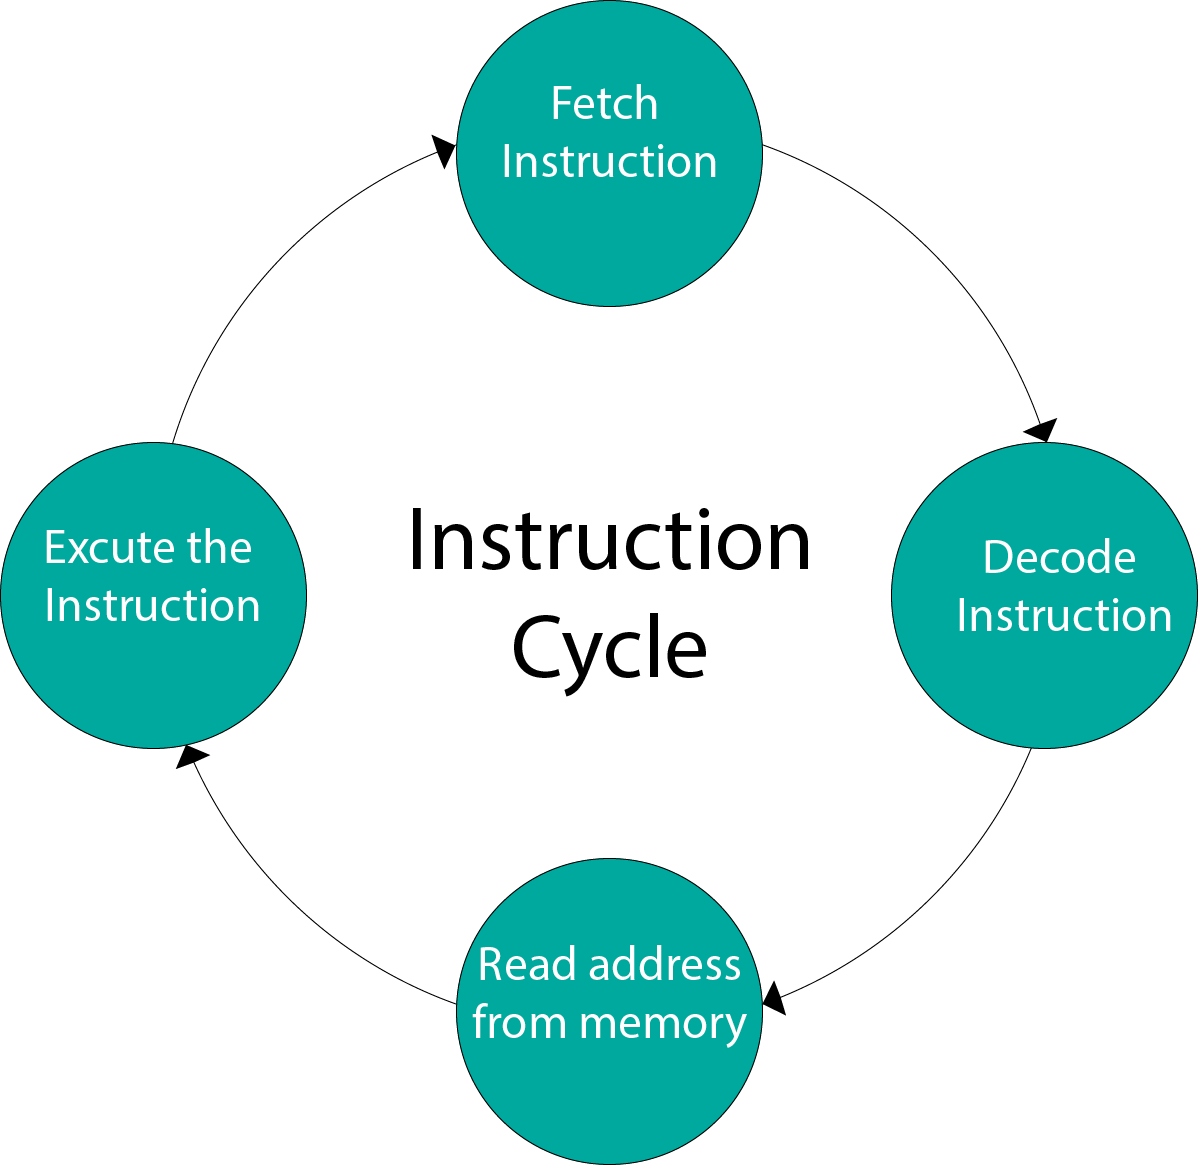 Fetch
Instruction
Excute the
Instruction
Instruction
Cycle
Decode
Instruction
Read address
from memory